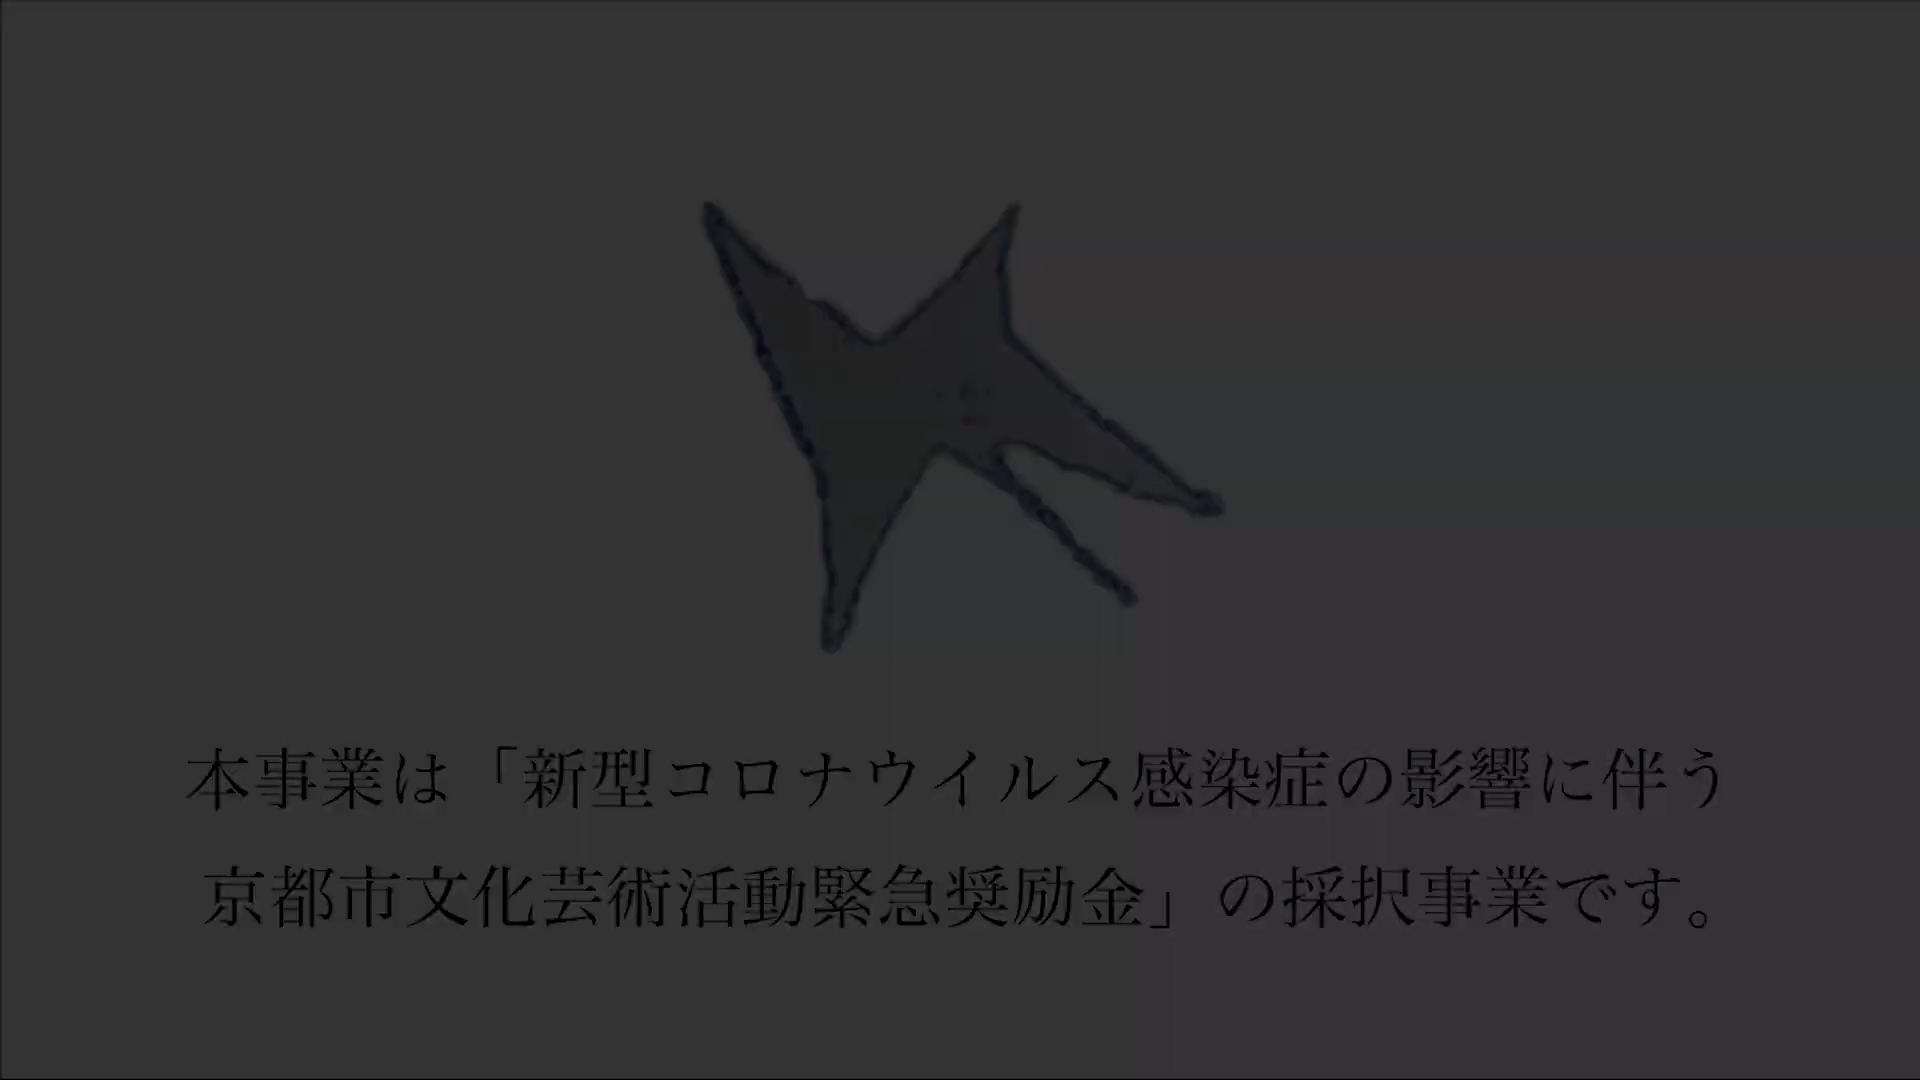 本事業は「新型コロナウイルス感染症の影響に伴う
京都市文化芸術活動緊急奨励金」の採択事業です。